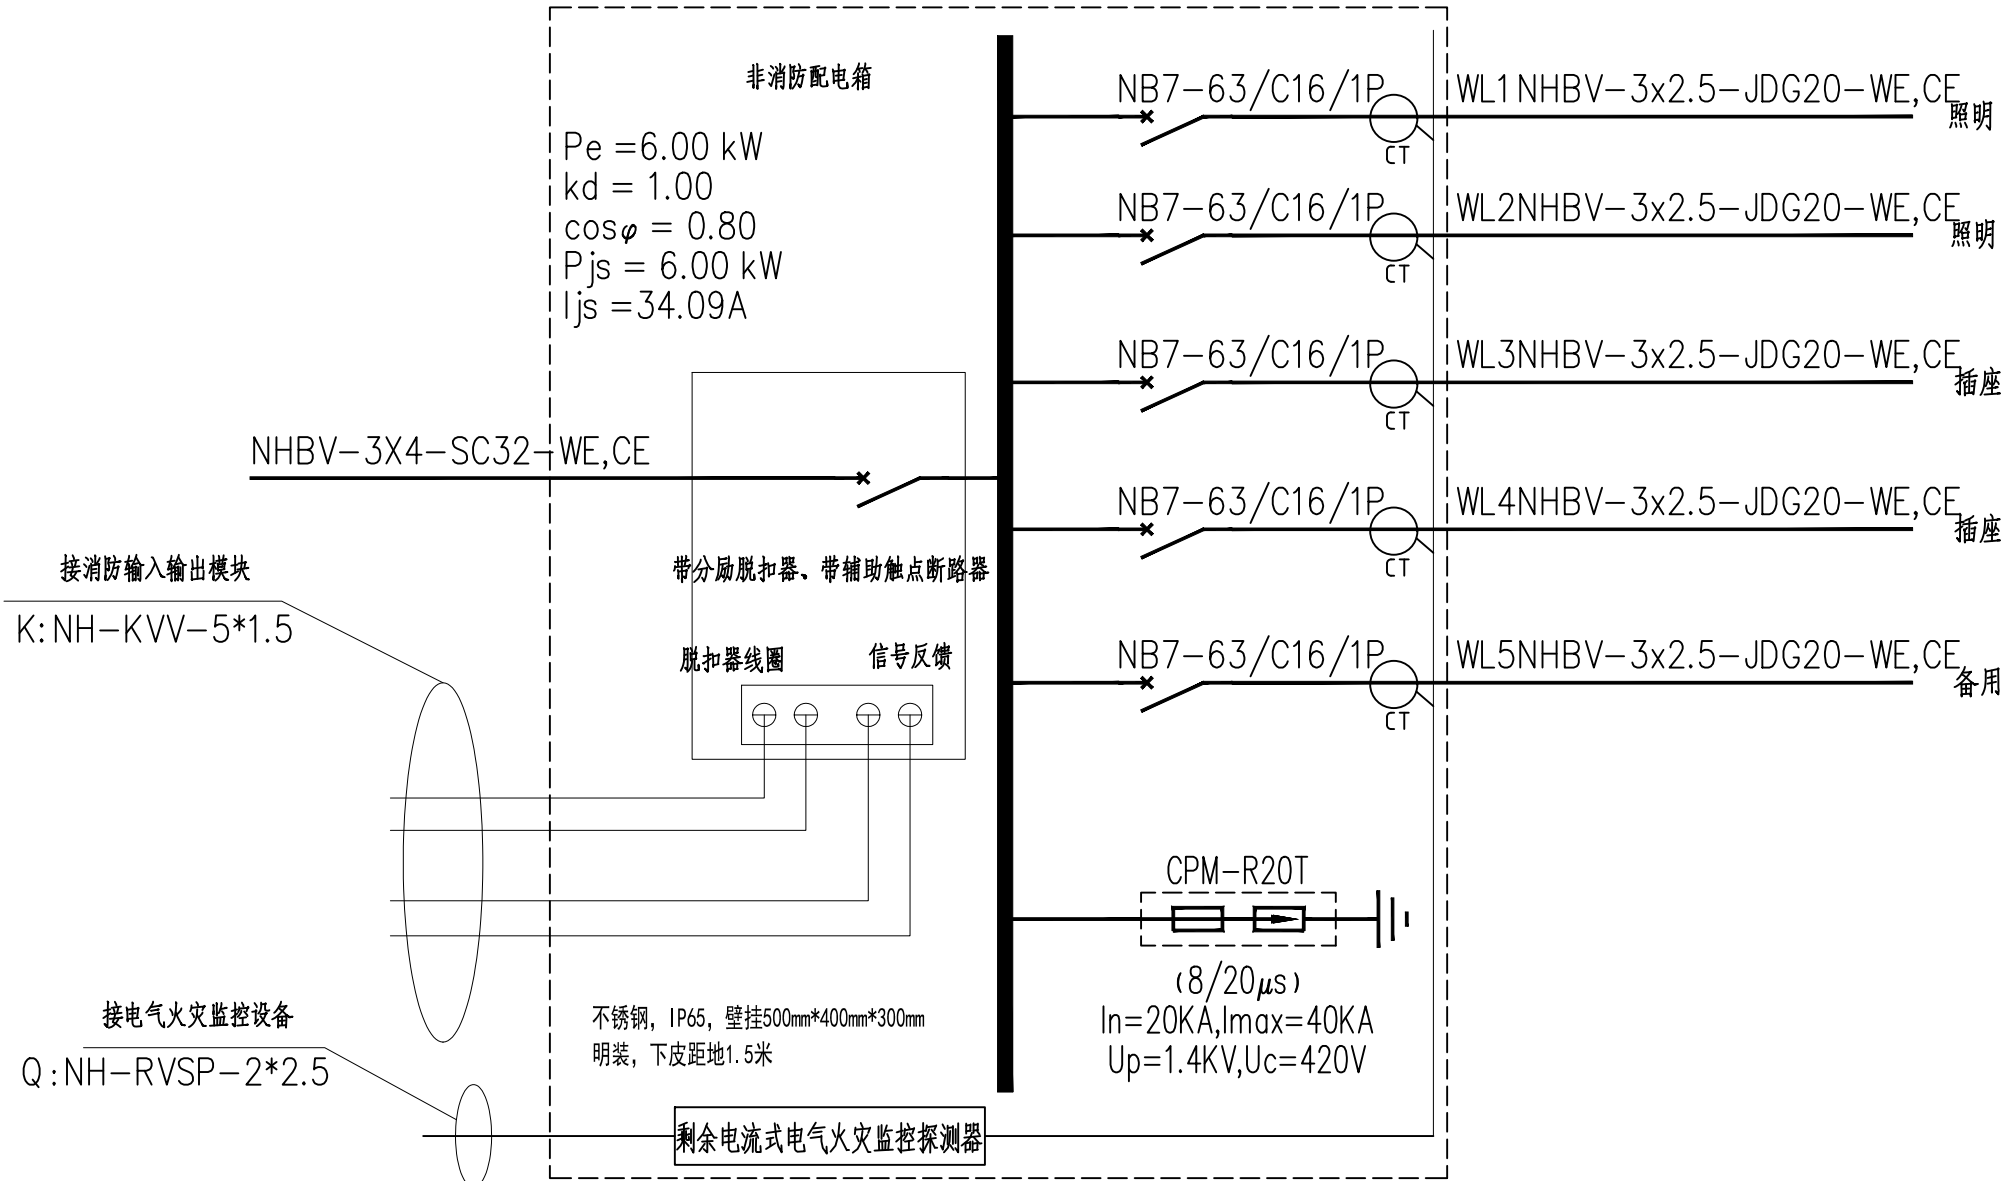 非消防配电箱
Pe =6.00 kW
kd = 1.00
cosφ = 0.80
Pjs = 6.00 kW
Ijs =34.09A
NHBV-3X4-SC32-WE,CE
带分励脱扣器、带辅助触点断路器
脱扣器线圈
信号反馈
接消防输入输出模块
K:NH-KVV-5*1.5
接电气火灾监控设备
Q:NH-RVSP-2*2.5
不锈钢, IP65, 壁挂500mm*400mm*300mm
明装, 下皮距地1.5米
剩余电流式电气火灾监控探测器
NB7-63/C16/1P
CT
WL1NHBV-3x2.5-JDG20-WE,CE
照明
NB7-63/C16/1P
CT
WL2NHBV-3x2.5-JDG20-WE,CE
照明
NB7-63/C16/1P
CT
WL3NHBV-3x2.5-JDG20-WE,CE
插座
NB7-63/C16/1P
CT
WL4NHBV-3x2.5-JDG20-WE,CE
插座
NB7-63/C16/1P
CT
WL5NHBV-3x2.5-JDG20-WE,CE
备用
CPM-R20T
(8/20μs)
In=20KA,Imax=40KA
Up=1.4KV,Uc=420V